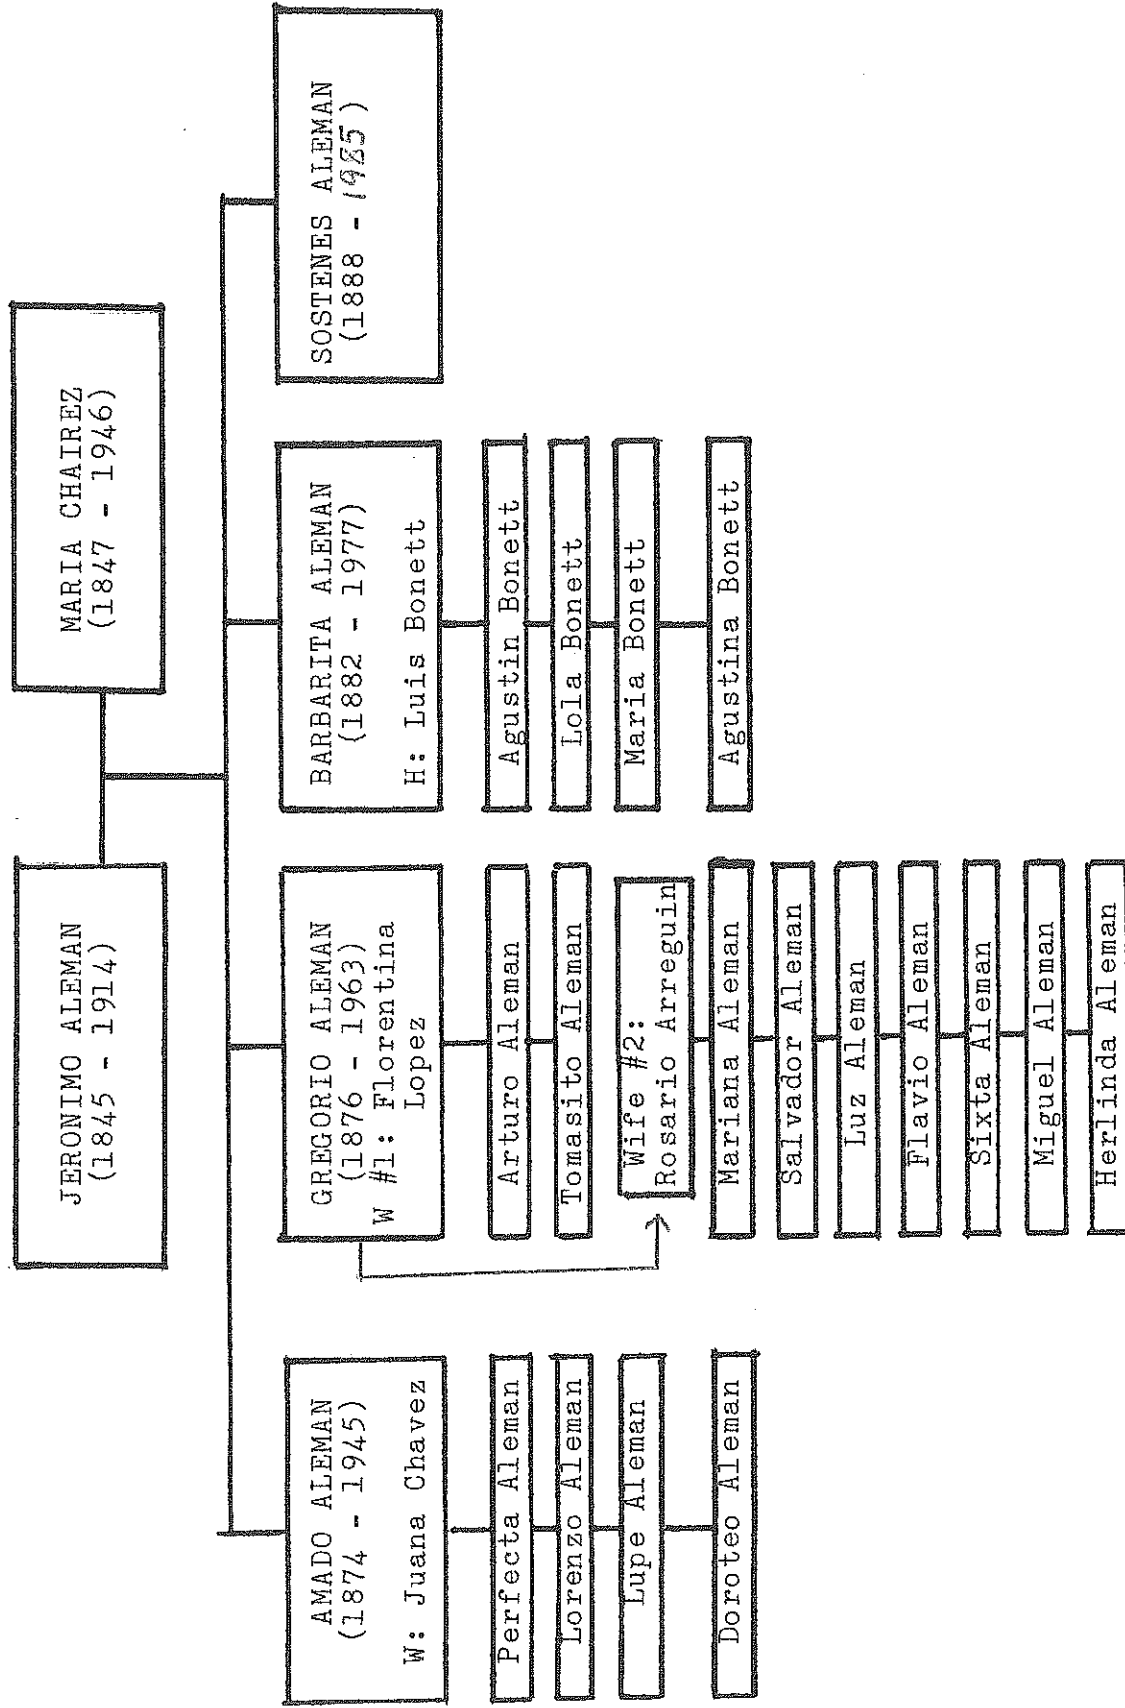 JERONIMO ALEMAN
(1845 - 1914)
MARIA CHAIREZ
(1847 - 1946)
AMADO ALEMAN
(1874 - 1945)
W: Juana Chavez
Perfecta Aleman
Lorenzo Aleman
Lupe Aleman
Doroteo Aleman
GREGORIO ALEMAN
(1876 - 1963)
W #1: Florentina
Lopez
Arturo Aleman
Tomasito Aleman
Wife #2:
Rosario Arreguin
Mariana Aleman
Salvador Aleman
Luz Aleman
Flavio Aleman
Sixta Aleman
Miguel Aleman
Herlinda Aleman
BARBARITA ALEMAN
(1882 - 1977)
H: Luis Bonett
Agustin Bonett
Lola Bonett
Maria Bonett
Agustina Bonett
SOSTENES ALEMAN
(1888 - 1985)